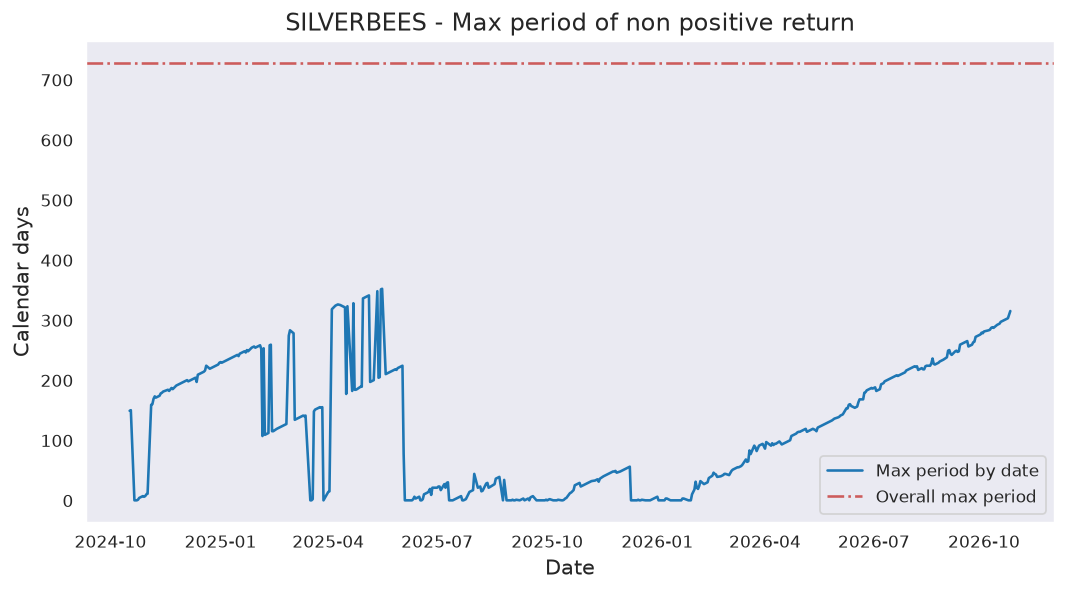 SILVERBEES - Max period of non positive return
Calendar days
700
600
500
400
300
200
100
0
Max period by date
Overall max period
2024-10 2025-01 2025-04 2025-07 2025-10 2026-01 2026-04 2026-07 2026-10
Date